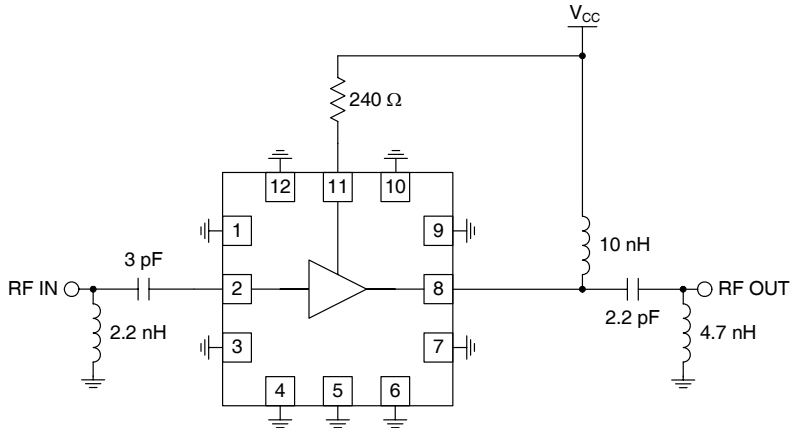 VCC
240 Ω
12
11
10
1
9
10 nH
3 pF
RF IN
2
8
RF OUT
2.2 pF
2.2 nH
4.7 nH
3
7
4
5
6